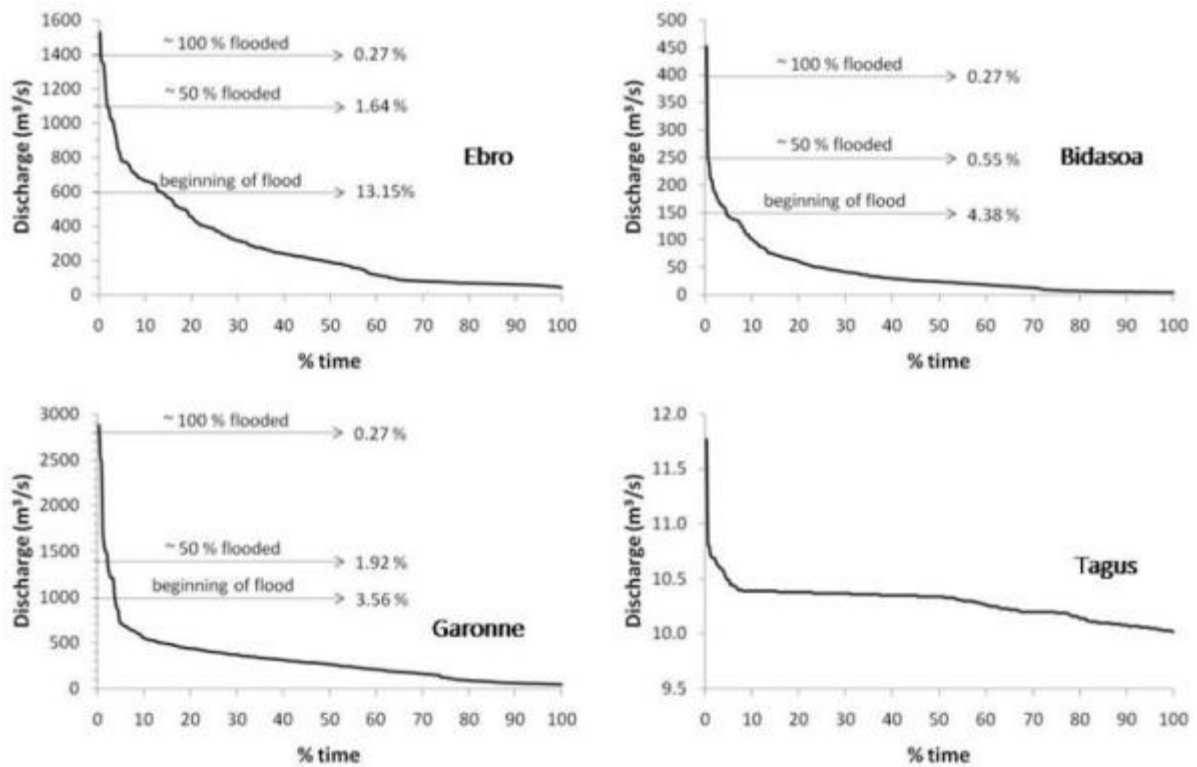 1600
1400
1200
1000
800
600
400
200
0
Discharge (m³/s)
~ 100 % flooded
0.27 %
~ 50 % flooded
1.64 %
beginning of flood
13.15%
Ebro
0 10 20 30 40 50 60 70 80 90 100
% time
500
450
400
350
300
250
200
150
100
50
0
Discharge (m³/s)
~ 100 % flooded
0.27 %
~ 50 % flooded
0.55 %
beginning of flood
4.38 %
Bidasoa
0 10 20 30 40 50 60 70 80 90 100
% time
3000
2500
2000
1500
1000
500
0
Discharge (m³/s)
~ 100 % flooded
0.27 %
~ 50 % flooded
1.92 %
beginning of flood
3.56 %
Garonne
0 10 20 30 40 50 60 70 80 90 100
% time
12.0
11.5
11.0
10.5
10.0
9.5
Discharge (m³/s)
Tagus
0 10 20 30 40 50 60 70 80 90 100
% time